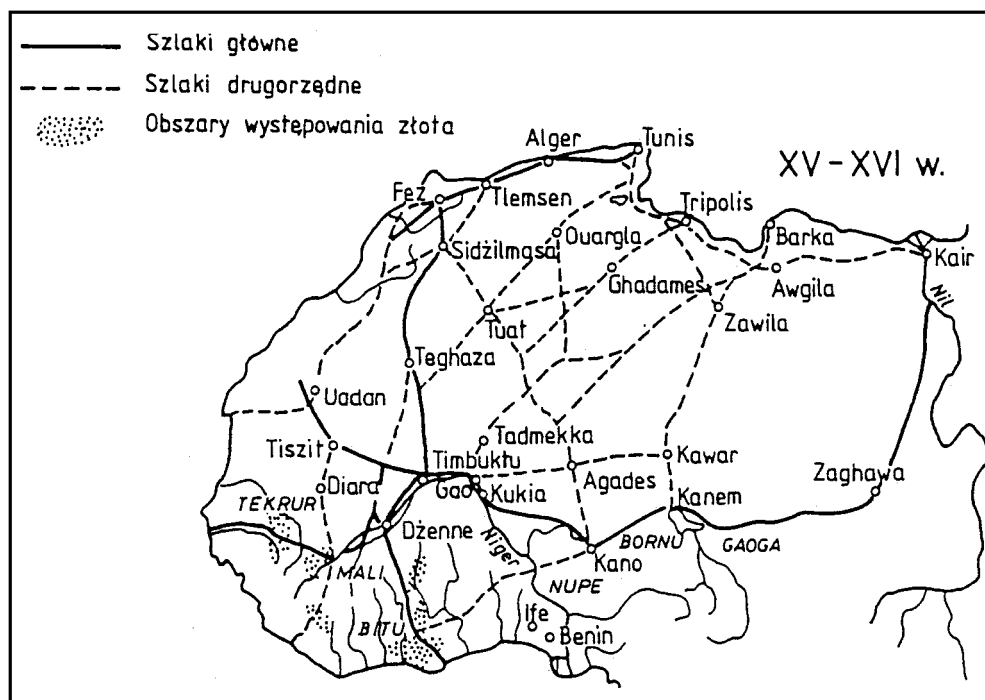 Szlaki główne
Szlaki drugorzędne
Obszary występowania złota
XV-XVI w.
Alger
Tunis
Fez
Tlemsen
Tripolis
Barka
Kair
Sidżilmasa
Ouargla
Ghadames
Awgila
Nil
Tuat
Zawila
Teghaza
Uadan
Tiszit
Tadmekka
Timbuktu
Kawar
Diara
Gao
Kukia
Agades
Zaghawa
TEKRUR
Kanem
Dżenne
Niger
BORNU
GAOGA
MALI
Kano
NUPE
BITU
Ife
Benin